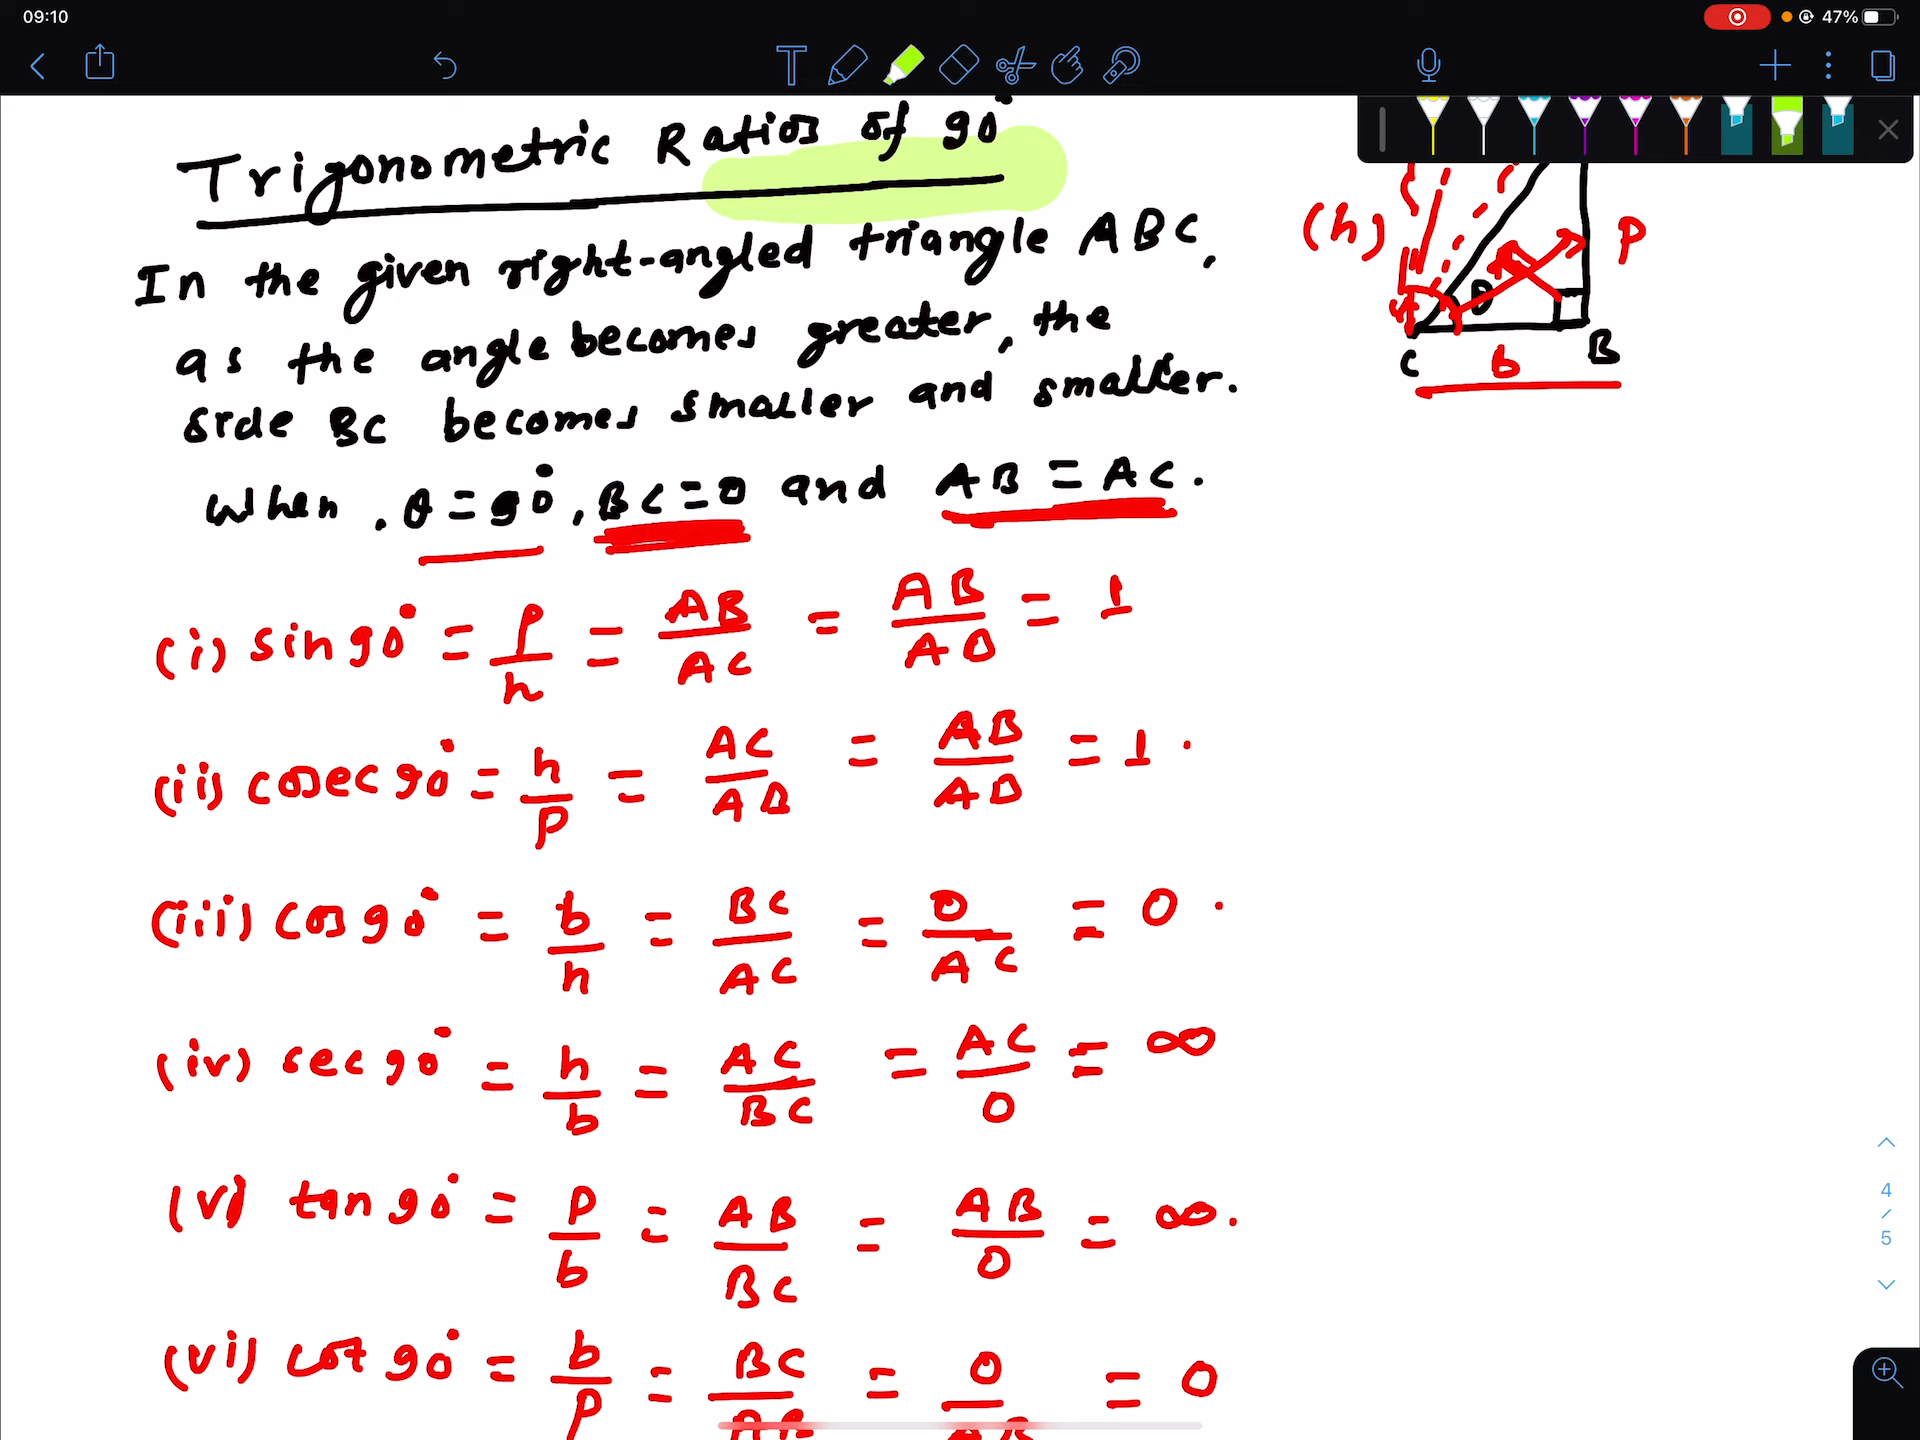 09:10
47%
Trigonometric Ratios of 90°
In the given right-angled triangle ABC,
as the angle becomes greater, the
side BC becomes smaller and smaller.
When, θ = 90°, BC = 0 and AB = AC.
(i) sin 90° = p/h = AB/AC = AB/AB = 1
(ii) cosec 90° = h/p = AC/AB = AB/AB = 1.
(iii) cos 90° = b/h = BC/AC = 0/AC = 0.
(iv) sec 90° = h/b = AC/BC = AC/0 = ∞
(v) tan 90° = p/b = AB/BC = AB/0 = ∞.
(vi) cot 90° = b/p = BC/AB = 0/AB = 0
(h) p
θ
C b B
4
/
5